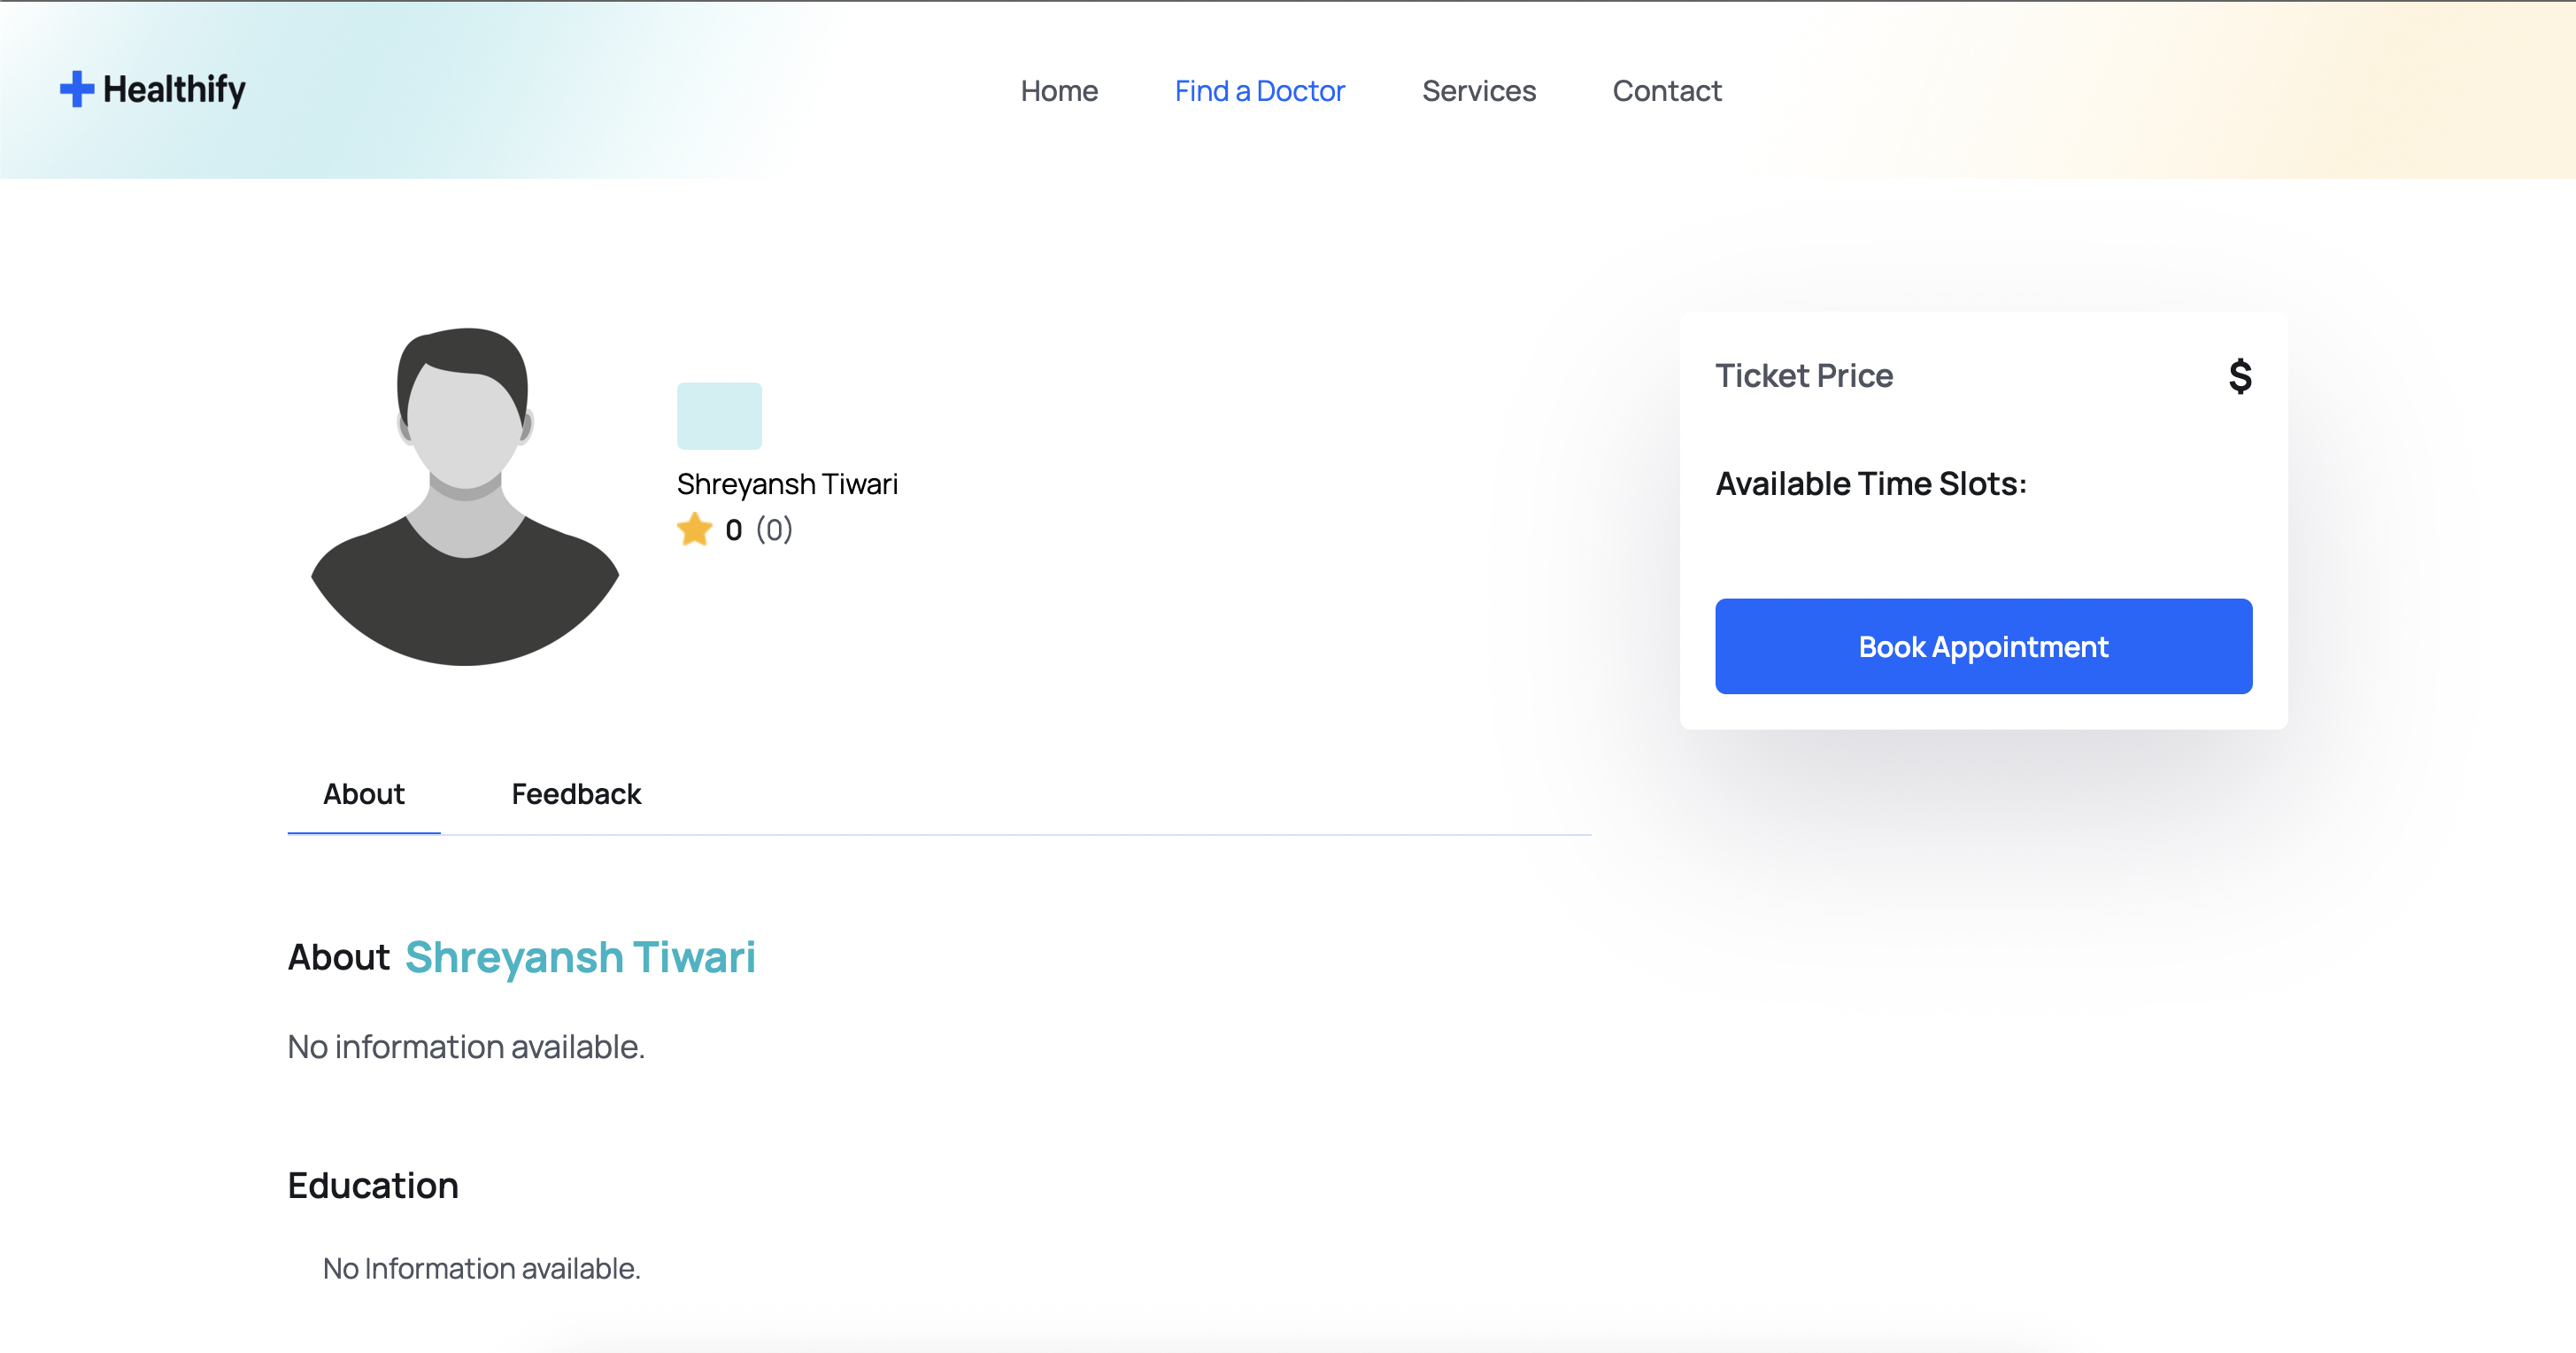 Healthify
Home
Find a Doctor
Services
Contact
Shreyansh Tiwari
0 (0)
Ticket Price
$
Available Time Slots:
Book Appointment
About
Feedback
About Shreyansh Tiwari
No information available.
Education
No Information available.